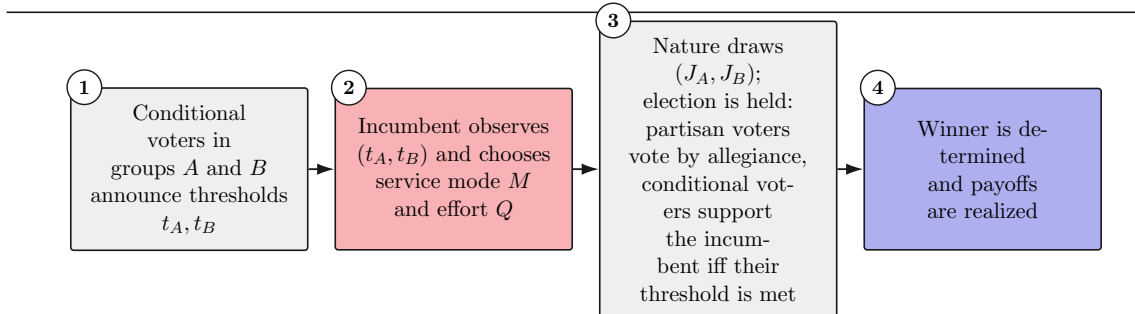 1
Conditional
voters in
groups A and B
announce thresholds
t_A, t_B
2
Incumbent observes
(t_A, t_B) and chooses
service mode M
and effort Q
3
Nature draws
(J_A, J_B);
election is held:
partisan voters
vote by allegiance,
conditional vot-
ers support
the incum-
bent iff their
threshold is met
4
Winner is de-
termined
and payoffs
are realized